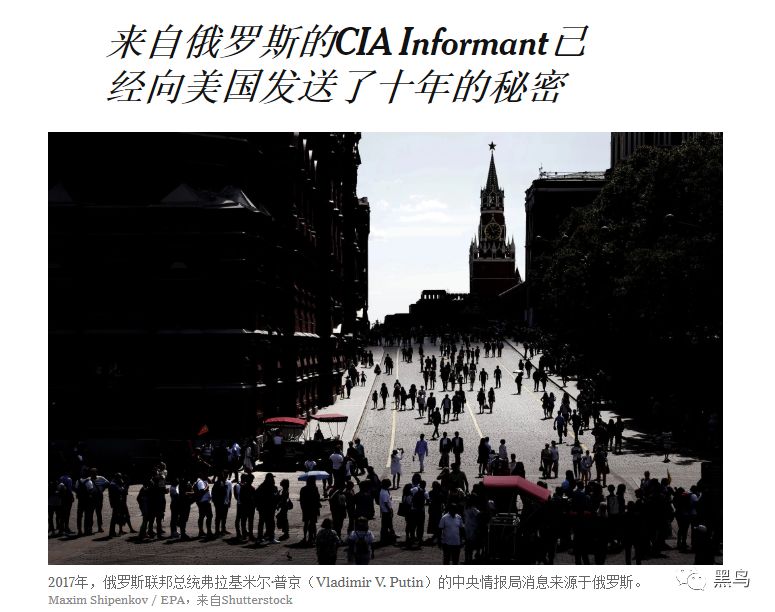 来自俄罗斯的CIA Informant已
经向美国发送了十年的秘密
2017年，俄罗斯联邦总统弗拉基米尔·普京（Vladimir V. Putin）的中央情报局消息来源于俄罗斯。
Maxim Shipenkov / EPA，来自Shutterstock
黑鸟